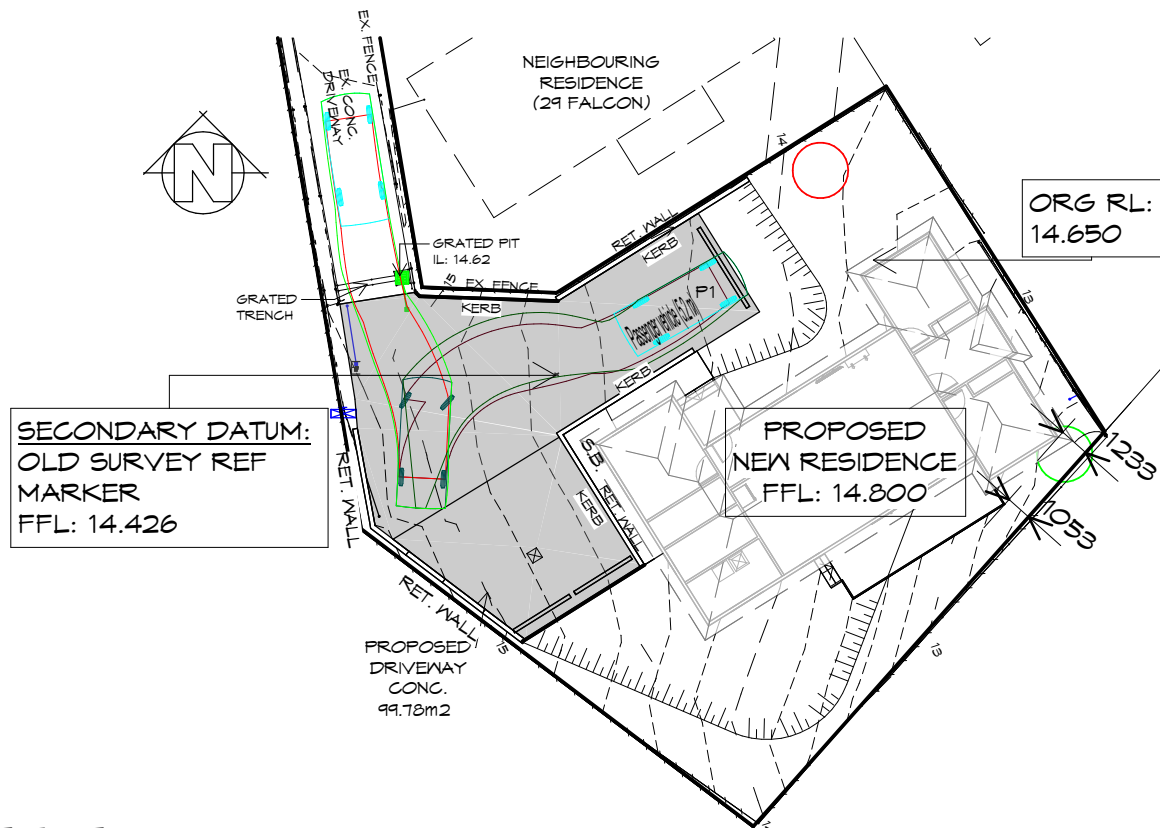 EX. FENCE
EX. CONC.
DRIVEWAY
NEIGHBOURING
RESIDENCE
(29 FALCON)
14
N
ORG RL:
14.650
RET. WALL
KERB
GRATED PIT
IL: 14.62
15
EX. FENCE
KERB
GRATED
TRENCH
P1
Passenger vehicle (5.2 m)
13
KERB
SECONDARY DATUM:
OLD SURVEY REF
MARKER
FFL: 14.426
PROPOSED
NEW RESIDENCE
FFL: 14.800
1233
1053
RET. WALL
S.B. RET WALL
KERB
RET. WALL
15
PROPOSED
DRIVEWAY
CONC.
99.78m2
13